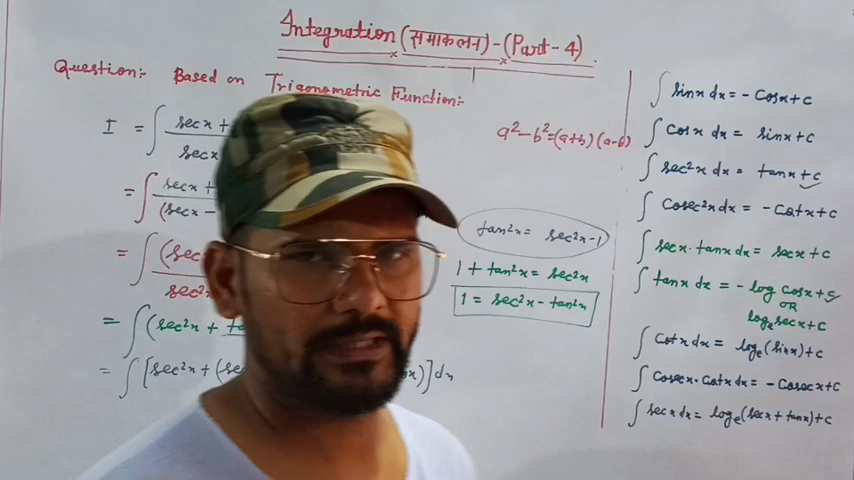 Integration (समाकलन) - (Part - 4).
Question:- Based on Trigonometric Function:-
I = ∫ secx +
secx
= ∫ secx +
(secx -
= ∫ (sec
sec²x
= ∫ (sec²x + ta
= ∫ [sec²x + (se x)] dx
a² - b² = (a+b) (a-b)
tan²x = sec²x - 1
1 + tan²x = sec²x
1 = sec²x - tan²x
∫ sinx dx = - Cosx + c
∫ Cosx dx = sinx + c
∫ sec²x dx = tanx + c
∫ Cosec²x dx = - Cotx + c
∫ secx · tanx dx = secx + c
∫ tanx dx = - log Cosx + c
OR
logₑ secx + c
∫ Cotx dx = logₑ (sinx) + c
∫ Cosecx · Cotx dx = - Cosecx + c
∫ secx dx = logₑ (secx + tanx) + c